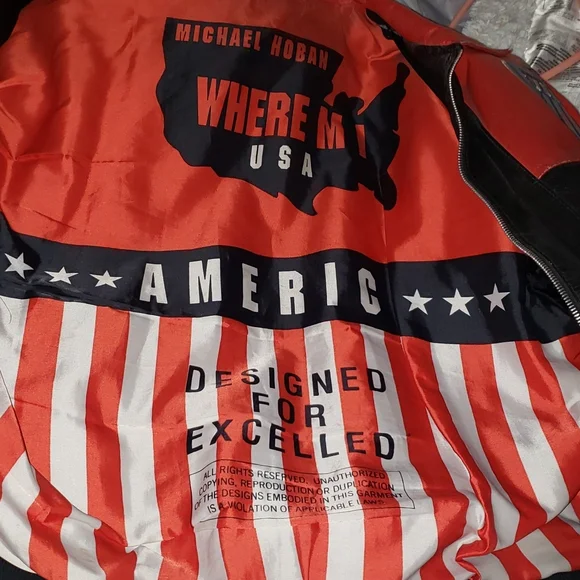 MICHAEL HOBAN
WHERE M I
USA
AMERIC
DESIGNED
FOR
EXCELLED
ALL RIGHTS RESERVED. UNAUTHORIZED
COPYING, REPRODUCTION OR DUPLICATION
OF THE DESIGNS EMBODIED IN THIS GARMENT
IS A VIOLATION OF APPLICABLE LAWS